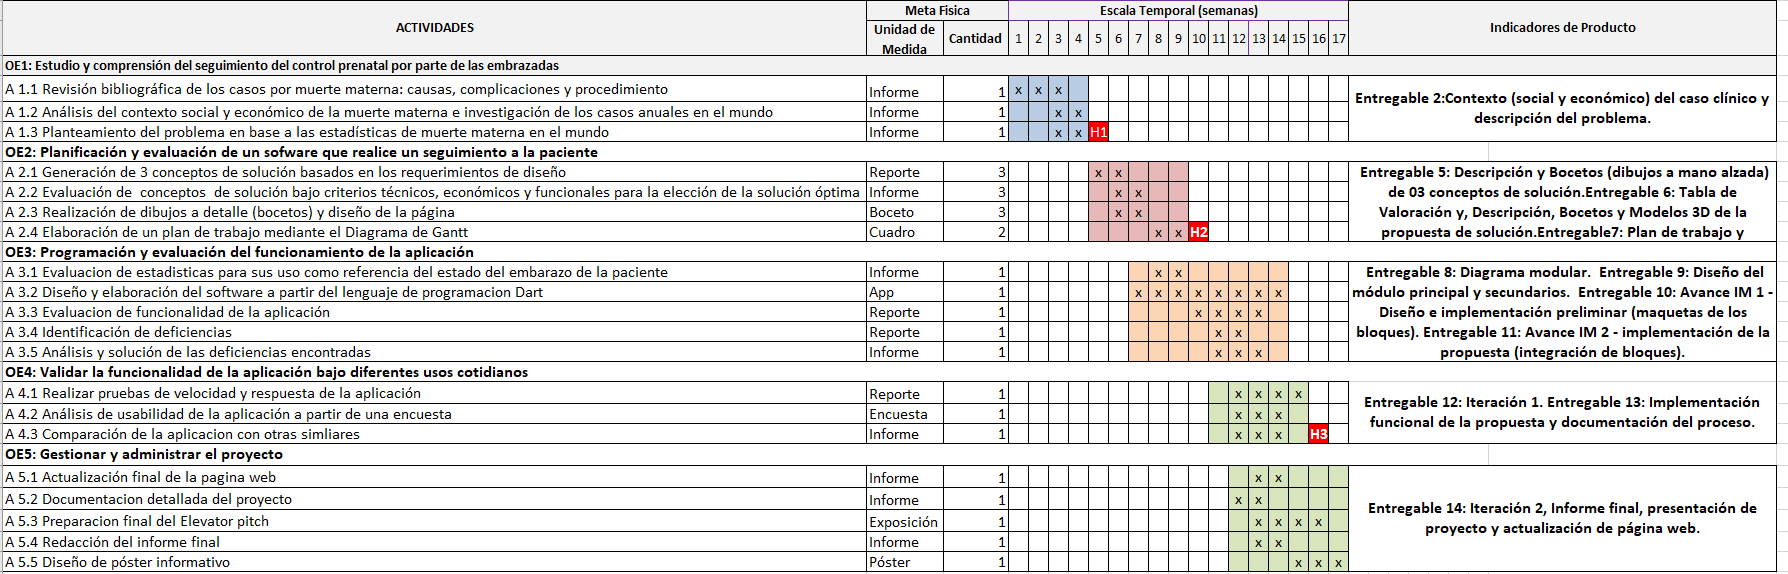 ACTIVIDADES Meta Fisica Escala Temporal (semanas) Indicadores de Producto
Unidad de Medida Cantidad 1 2 3 4 5 6 7 8 9 10 11 12 13 14 15 16 17
OE1: Estudio y comprensión del seguimiento del control prenatal por parte de las embrazadas
A 1.1 Revisión bibliográfica de los casos por muerte materna: causas, complicaciones y procedimiento Informe 1 x x x
A 1.2 Análisis del contexto social y económico de la muerte materna e investigación de los casos anuales en el mundo Informe 1 x x
A 1.3 Planteamiento del problema en base a las estadísticas de muerte materna en el mundo Informe 1 x x H1
Entregable 2:Contexto (social y económico) del caso clínico y
descripción del problema.
OE2: Planificación y evaluación de un sofware que realice un seguimiento a la paciente
A 2.1 Generación de 3 conceptos de solución basados en los requerimientos de diseño Reporte 3 x x
A 2.2 Evaluación de  conceptos  de solución bajo criterios técnicos, económicos y funcionales para la elección de la solución óptima Informe 3 x x
A 2.3 Realización de dibujos a detalle (bocetos) y diseño de la página Boceto 3 x x
A 2.4 Elaboración de un plan de trabajo mediante el Diagrama de Gantt Cuadro 2 x x H2
Entregable 5: Descripción y Bocetos (dibujos a mano alzada)
de 03 conceptos de solución.Entregable 6: Tabla de
Valoración y, Descripción, Bocetos y Modelos 3D de la
propuesta de solución.Entregable7: Plan de trabajo y
OE3: Programación y evaluación del funcionamiento de la aplicación
A 3.1 Evaluacion de estadisticas para sus uso como referencia del estado del embarazo de la paciente Informe 1 x x
A 3.2 Diseño y elaboración del software a partir del lenguaje de programacion Dart App 1 x x x x x x x x
A 3.3 Evaluacion de funcionalidad de la aplicación Reporte 1 x x x x
A 3.4 Identificación de deficiencias Reporte 1 x x
A 3.5 Análisis y solución de las deficiencias encontradas Informe 1 x x x
Entregable 8: Diagrama modular.  Entregable 9: Diseño del
módulo principal y secundarios.  Entregable 10: Avance IM 1 -
Diseño e implementación preliminar (maquetas de los
bloques). Entregable 11: Avance IM 2 - implementación de la
propuesta (integración de bloques).
OE4: Validar la funcionalidad de la aplicación bajo diferentes usos cotidianos
A 4.1 Realizar pruebas de velocidad y respuesta de la aplicación Reporte 1 x x x x
A 4.2 Análisis de usabilidad de la aplicación a partir de una encuesta Encuesta 1 x x x
A 4.3 Comparación de la aplicacion con otras simliares Informe 1 x x x H3
Entregable 12: Iteración 1. Entregable 13: Implementación
funcional de la propuesta y documentación del proceso.
OE5: Gestionar y administrar el proyecto
A 5.1 Actualización final de la pagina web Informe 1 x x
A 5.2 Documentacion detallada del proyecto Informe 1 x x
A 5.3 Preparacion final del Elevator pitch Exposición 1 x x x x
A 5.4 Redacción del informe final Informe 1 x x
A 5.5 Diseño de póster informativo Póster 1 x x x
Entregable 14: Iteración 2, Informe final, presentación de
proyecto y actualización de página web.